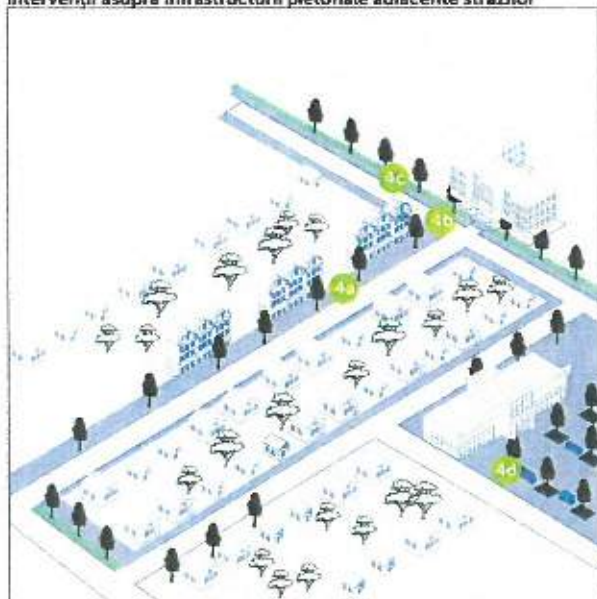 Intervenții asupra infrastructurii pietonale adiacente străzilor
4c
4b
4a
4d